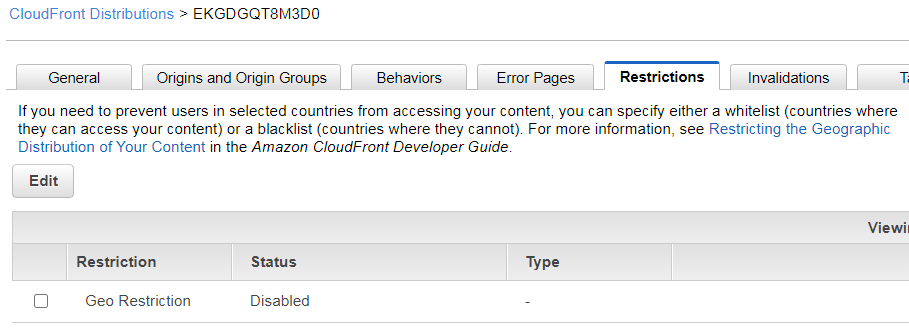 CloudFront Distributions > EKGDGQT8M3D0
General Origins and Origin Groups Behaviors Error Pages Restrictions Invalidations
If you need to prevent users in selected countries from accessing your content, you can specify either a whitelist (countries where
they can access your content) or a blacklist (countries where they cannot). For more information, see Restricting the Geographic
Distribution of Your Content in the Amazon CloudFront Developer Guide.
Edit
Restriction Status Type
Geo Restriction Disabled -